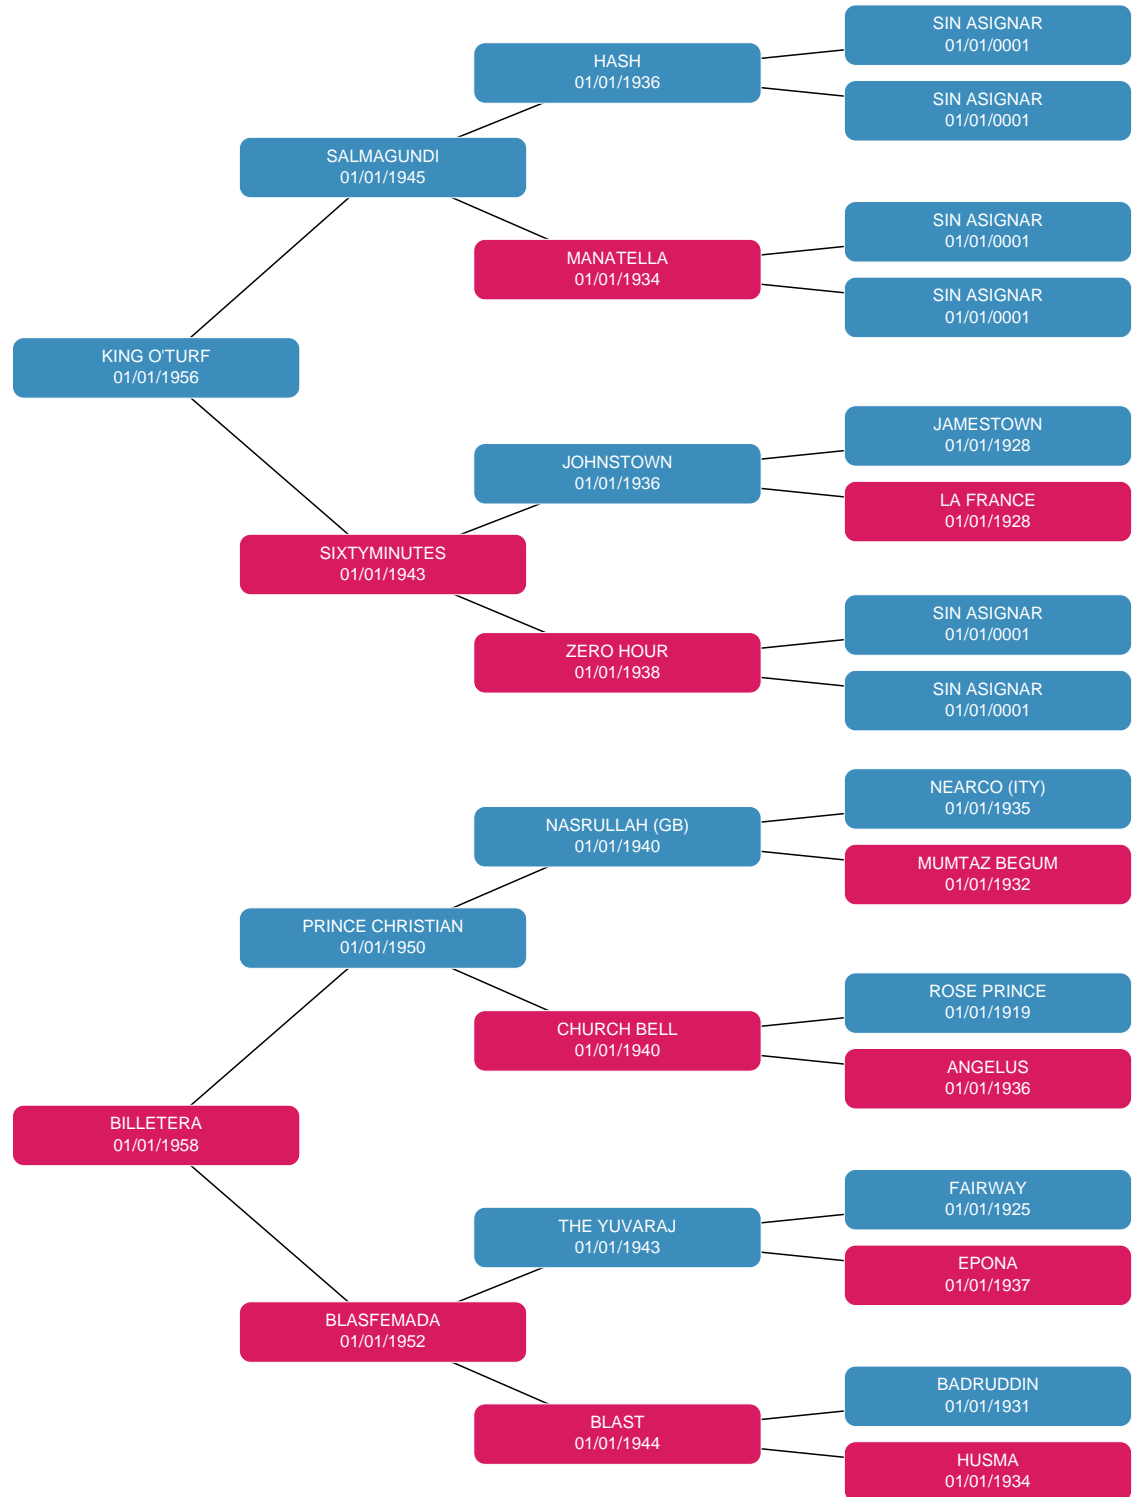 SIN ASIGNAR
01/01/0001
HASH
01/01/1936
SIN ASIGNAR
01/01/0001
SALMAGUNDI
01/01/1945
SIN ASIGNAR
01/01/0001
MANATELLA
01/01/1934
SIN ASIGNAR
01/01/0001
KING O'TURF
01/01/1956
JAMESTOWN
01/01/1928
JOHNSTOWN
01/01/1936
LA FRANCE
01/01/1928
SIXTYMINUTES
01/01/1943
SIN ASIGNAR
01/01/0001
ZERO HOUR
01/01/1938
SIN ASIGNAR
01/01/0001
NEARCO (ITY)
01/01/1935
NASRULLAH (GB)
01/01/1940
MUMTAZ BEGUM
01/01/1932
PRINCE CHRISTIAN
01/01/1950
ROSE PRINCE
01/01/1919
CHURCH BELL
01/01/1940
ANGELUS
01/01/1936
BILLETERA
01/01/1958
FAIRWAY
01/01/1925
THE YUVARAJ
01/01/1943
EPONA
01/01/1937
BLASFEMADA
01/01/1952
BADRUDDIN
01/01/1931
BLAST
01/01/1944
HUSMA
01/01/1934